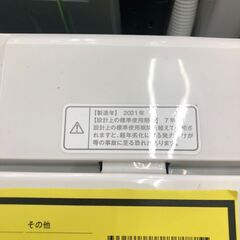 【製造年】2021年
【設計上の標準使用期間】7年
設計上の標準使用期間を超えて使用されますと、経年劣化による発火・けが等の事故に至る恐れがあります。
その他